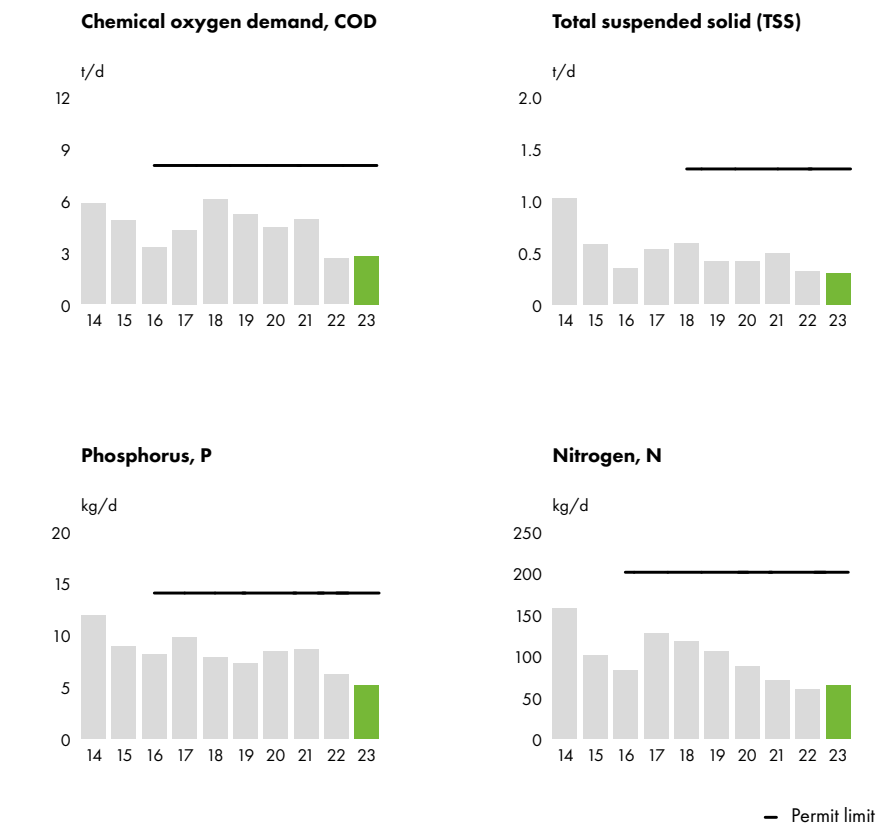 Chemical oxygen demand, COD
t/d
12
9
6
3
0
14 15 16 17 18 19 20 21 22 23
Total suspended solid (TSS)
t/d
2.0
1.5
1.0
0.5
0
14 15 16 17 18 19 20 21 22 23
Phosphorus, P
kg/d
20
15
10
5
0
14 15 16 17 18 19 20 21 22 23
Nitrogen, N
kg/d
250
200
150
100
50
0
14 15 16 17 18 19 20 21 22 23
Permit limit